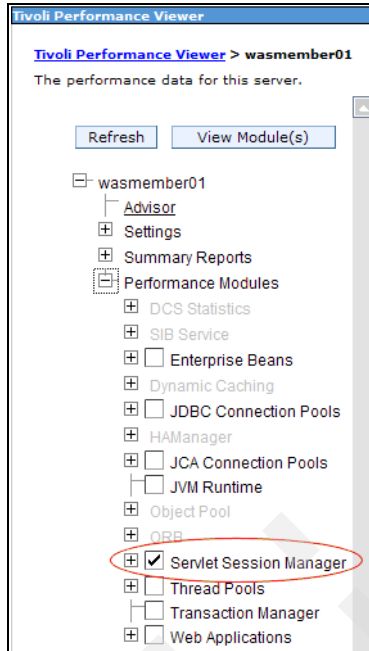 Tivoli Performance Viewer
Tivoli Performance Viewer > wasmember01
The performance data for this server.
Refresh View Module(s)
wasmember01
Advisor
Settings
Summary Reports
Performance Modules
DCS Statistics
SIB Service
Enterprise Beans
Dynamic Caching
JDBC Connection Pools
HAManager
JCA Connection Pools
JVM Runtime
Object Pool
ORB
Servlet Session Manager
Thread Pools
Transaction Manager
Web Applications